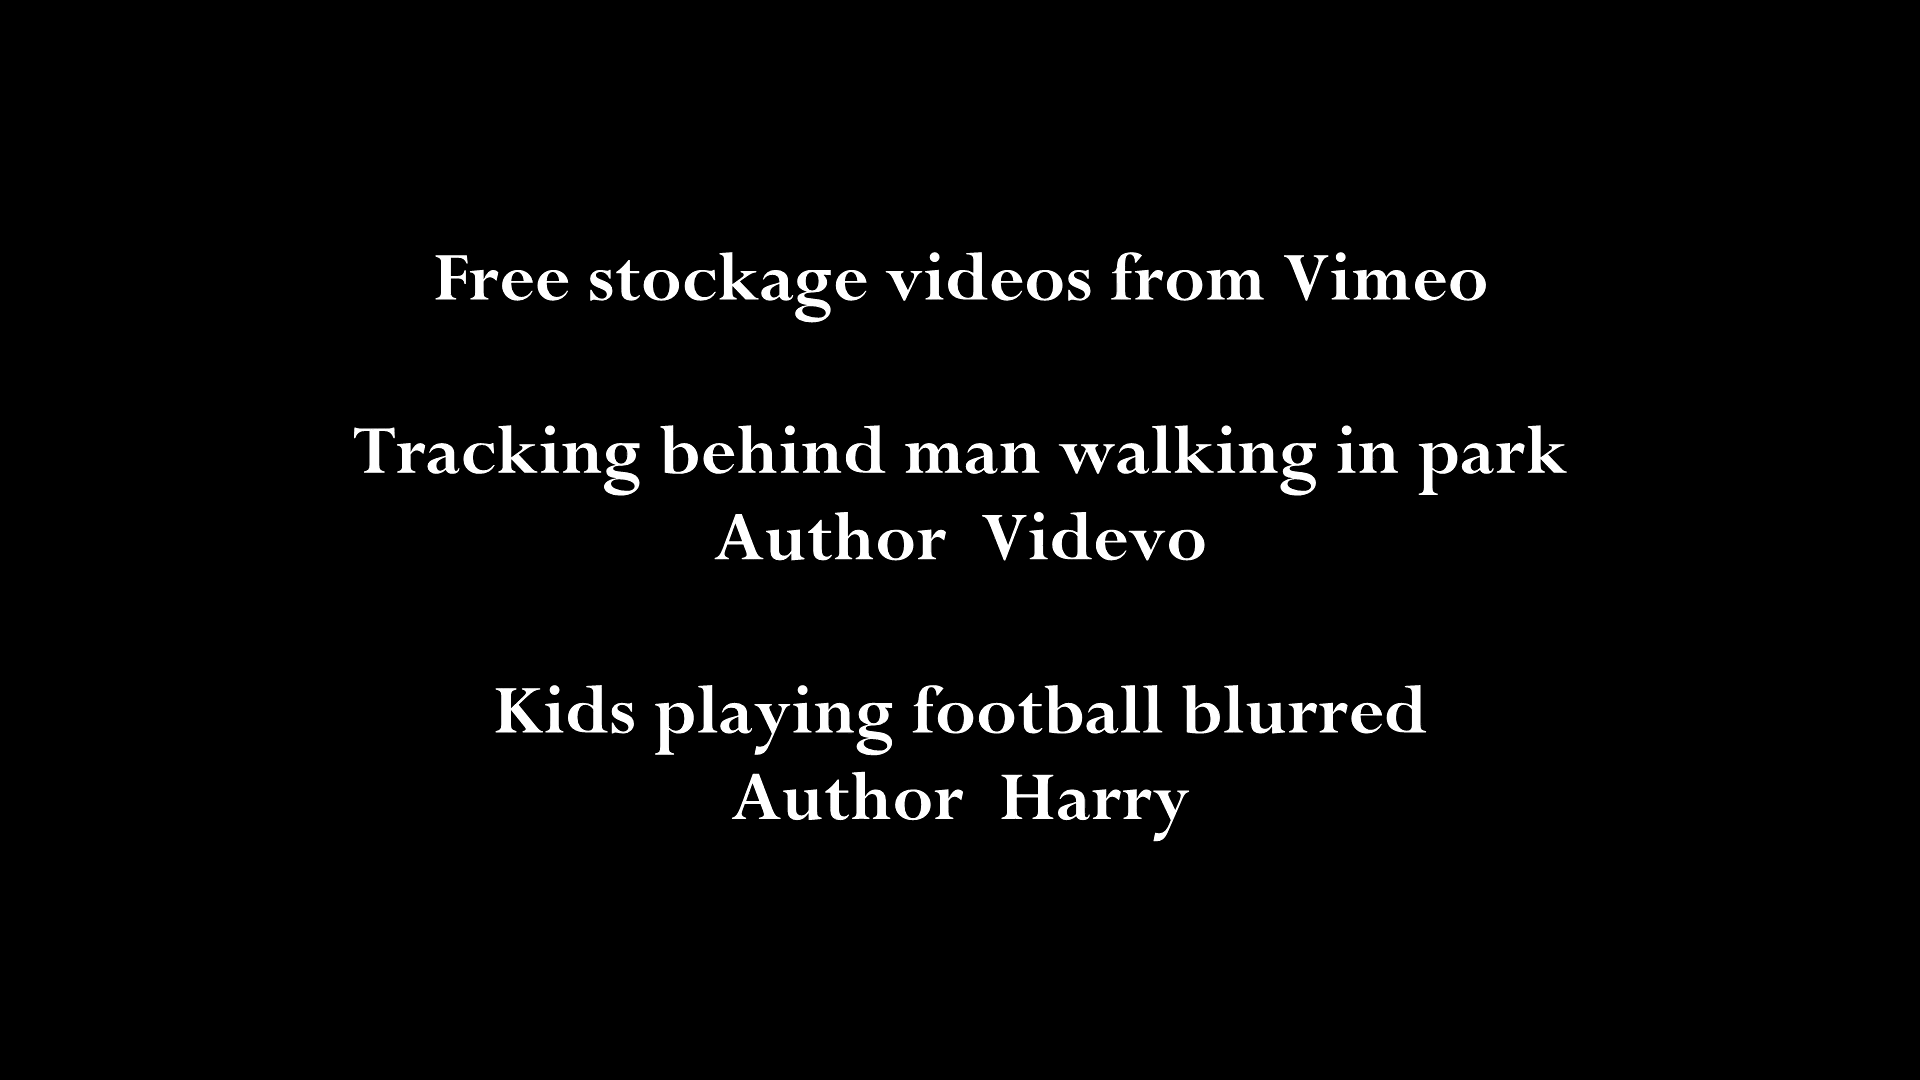 Free stockage videos from Vimeo
Tracking behind man walking in park
Author  Videvo
Kids playing football blurred
Author  Harry